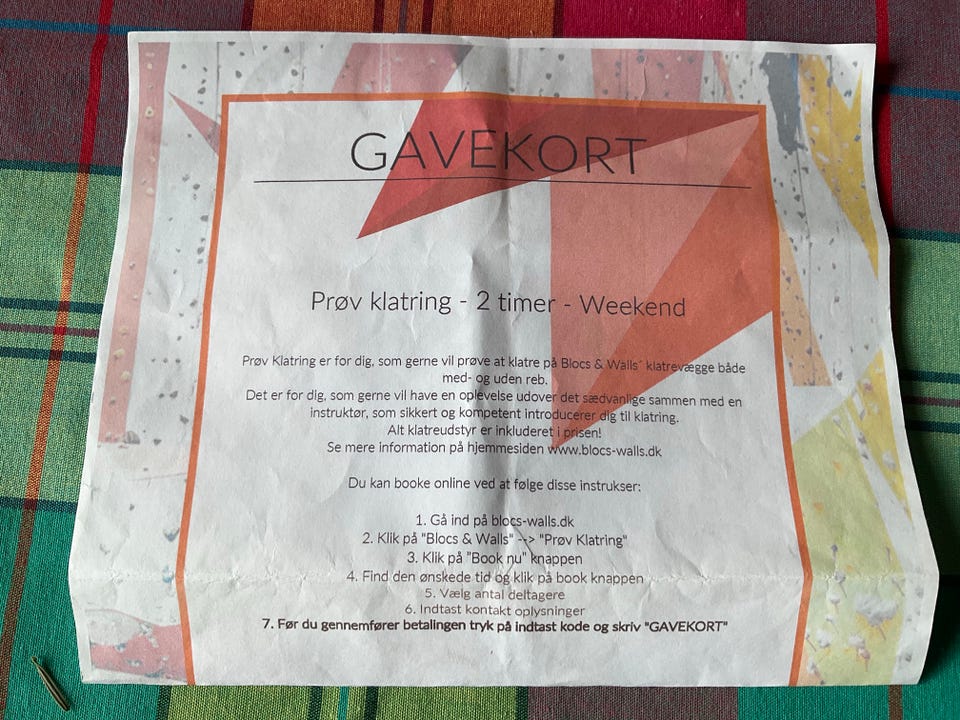 GAVEKORT
Prøv klatring - 2 timer - Weekend
Prøv Klatring er for dig, som gerne vil prøve at klatre på Blocs & Walls´ klatrevægge både
med- og uden reb.
Det er for dig, som gerne vil have en oplevelse udover det sædvanlige sammen med en
instruktør, som sikkert og kompetent introducerer dig til klatring.
Alt klatreudstyr er inkluderet i prisen!
Se mere information på hjemmesiden www.blocs-walls.dk
Du kan booke online ved at følge disse instrukser:
1. Gå ind på blocs-walls.dk
2. Klik på "Blocs & Walls" --> "Prøv Klatring"
3. Klik på "Book nu" knappen
4. Find den ønskede tid og klik på book knappen
5. Vælg antal deltagere
6. Indtast kontakt oplysninger
7. Før du gennemfører betalingen tryk på indtast kode og skriv "GAVEKORT"